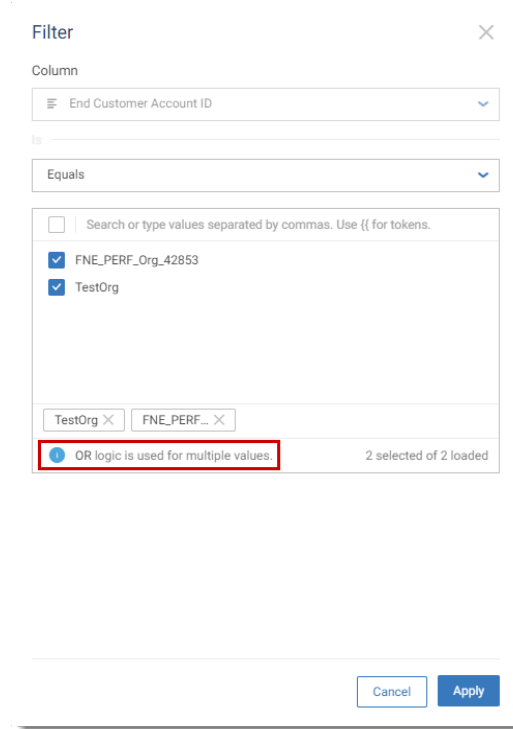 Filter
Column
End Customer Account ID
Is
Equals
Search or type values separated by commas. Use {{ for tokens.
FNE_PERF_Org_42853
TestOrg
TestOrg FNE_PERF...
OR logic is used for multiple values. 2 selected of 2 loaded
Cancel Apply